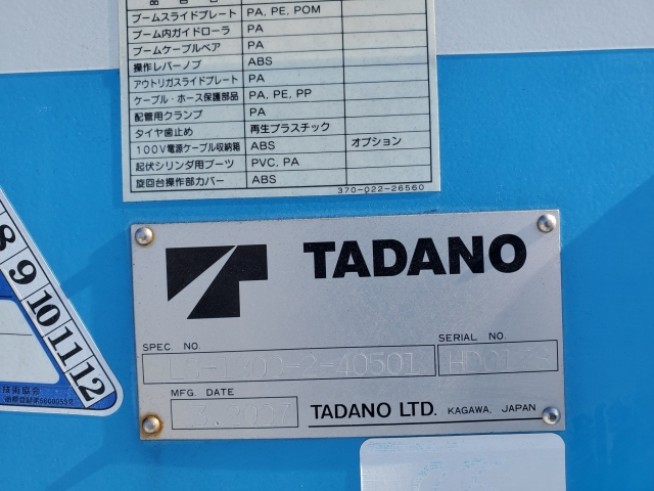 ブームスライドプレート PA, PE, POM
ブーム内ガイドローラ PA
ブームケーブルベア PA
操作レバーノブ ABS
アウトリガスライドプレート PA
ケーブル・ホース保護部品 PA, PE, PP
配管用クランプ PA
タイヤ歯止め 再生プラスチック
100V電源ケーブル収納箱 ABS オプション
起伏シリンダ用ブーツ PVC, PA
旋回台操作部カバー ABS
370-022-26560
8
9
10
11
12
技術協会
TADANO
SPEC. NO.
SERIAL NO.
MFG. DATE
TADANO LTD. KAGAWA, JAPAN